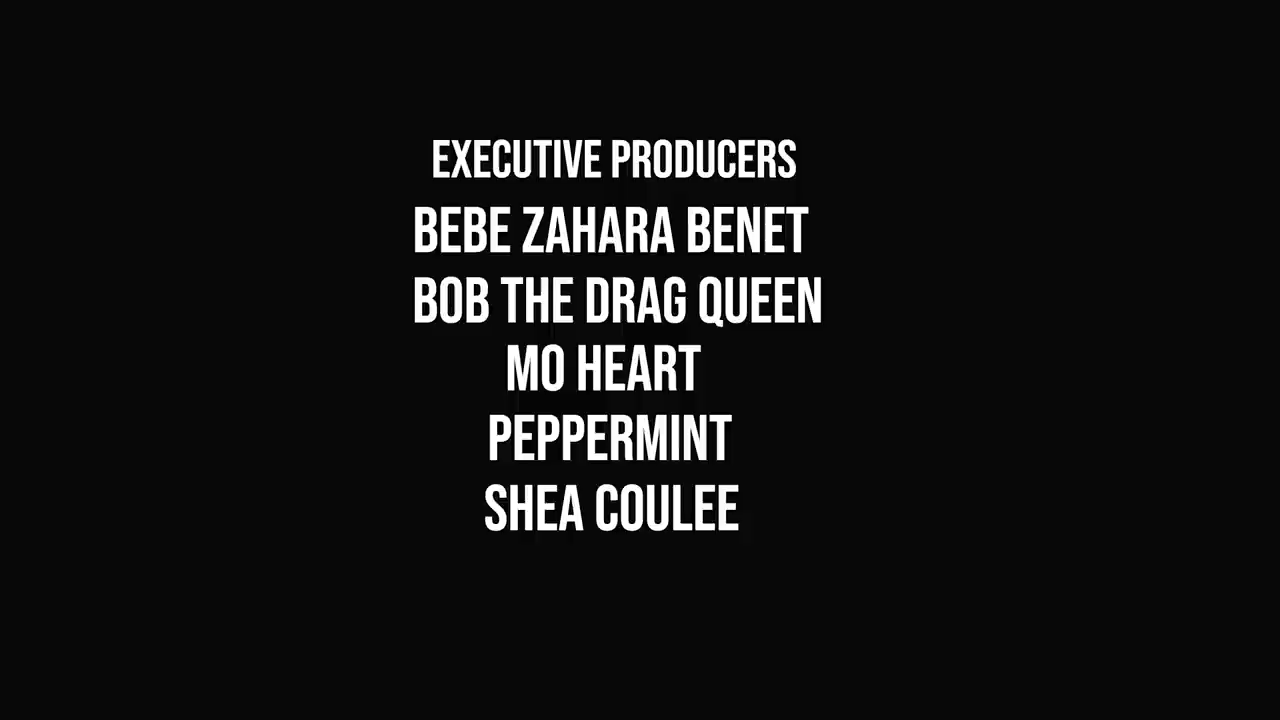 EXECUTIVE PRODUCERS
BEBE ZAHARA BENET
BOB THE DRAG QUEEN
MO HEART
PEPPERMINT
SHEA COULEE